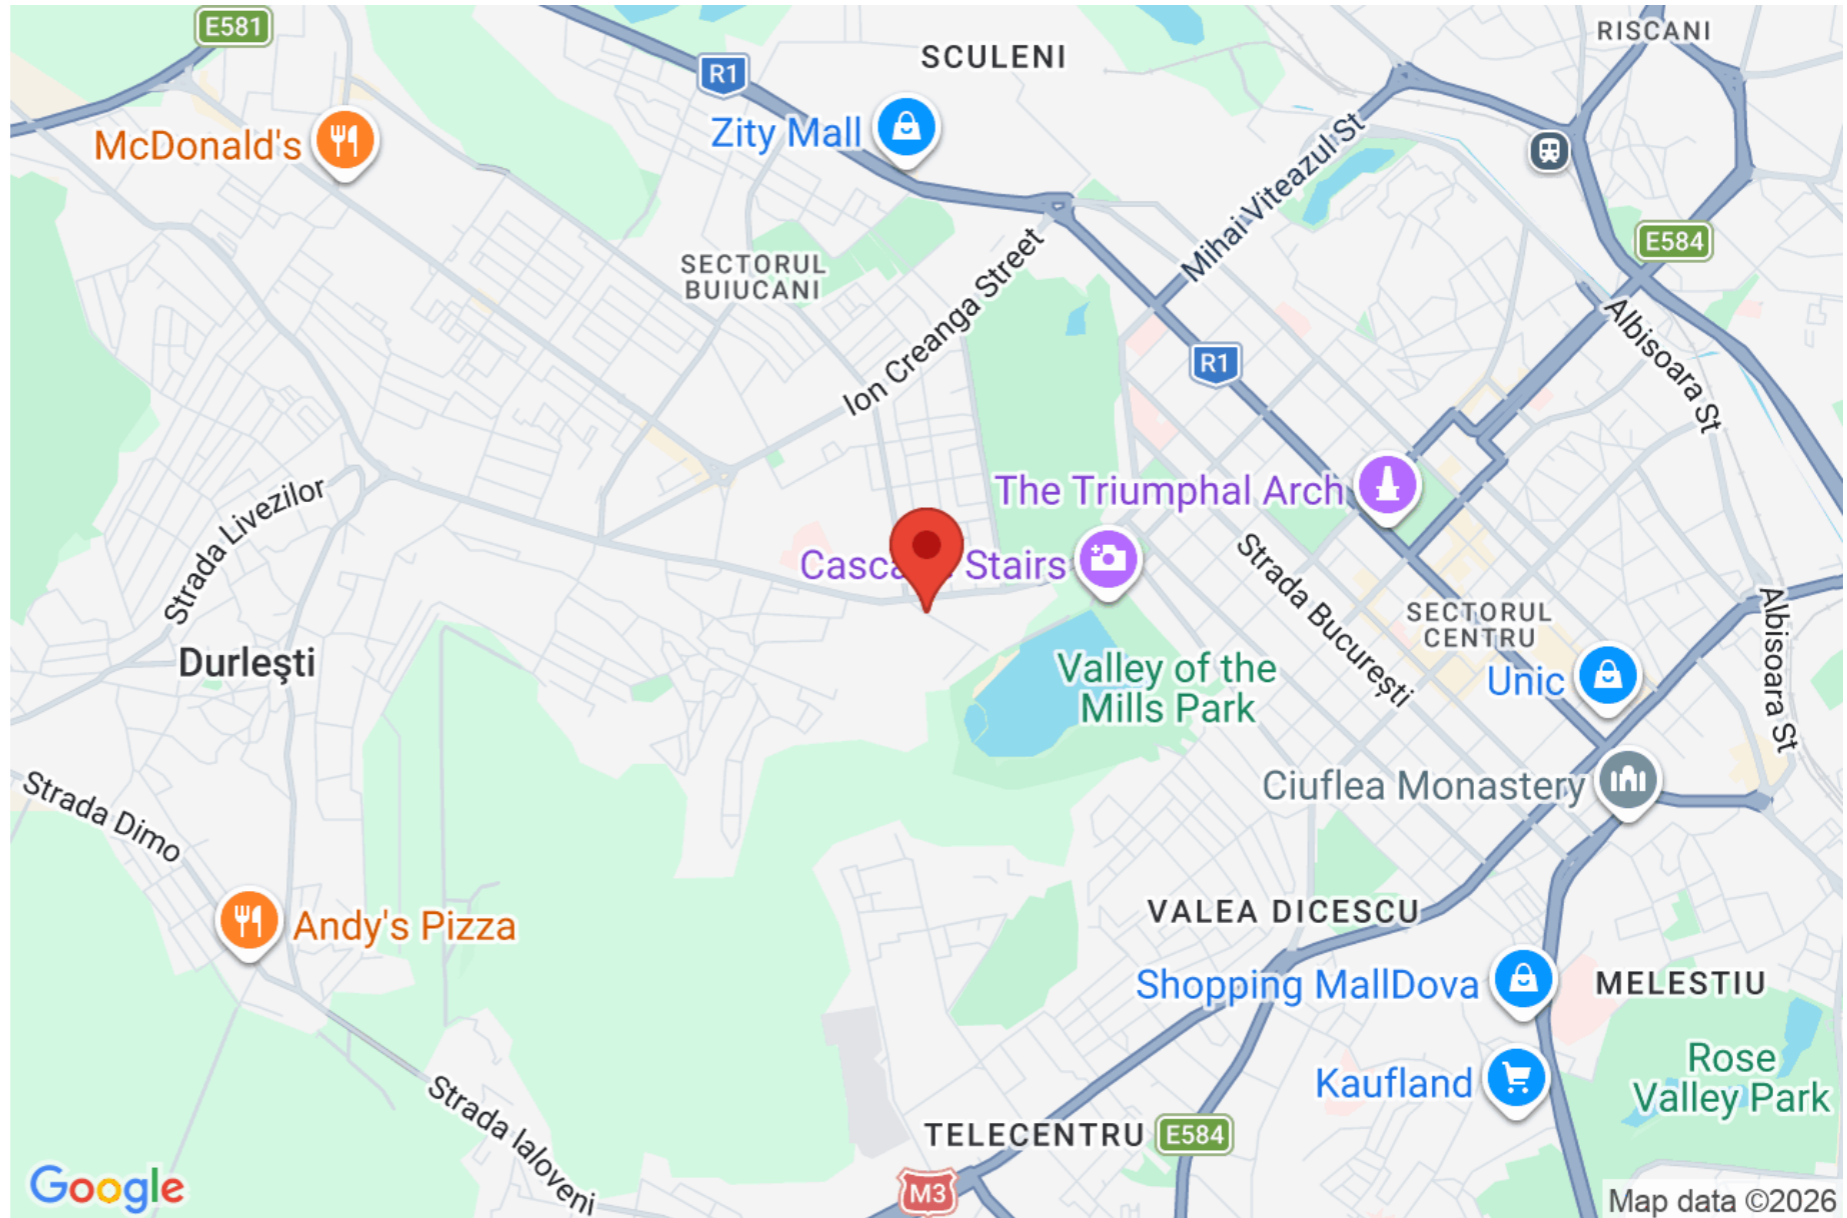 E581
RISCANI
SCULENI
R1
Zity Mall
McDonald's
Mihai Viteazul St
E584
SECTORUL
BUIUCANI
Ion Creanga Street
Albisoara St
R1
The Triumphal Arch
Strada Livezilor
Stairs
Strada București
SECTORUL
CENTRU
Albisoara St
Durleşti
Valley of the
Mills Park
Unic
Strada Dimo
Ciuflea Monastery
Andy's Pizza
VALEA DICESCU
Shopping MallDova
MELESTIU
Rose
Valley Park
Kaufland
Strada Ialoveni
TELECENTRU
E584
M3
Google
Map data ©2026